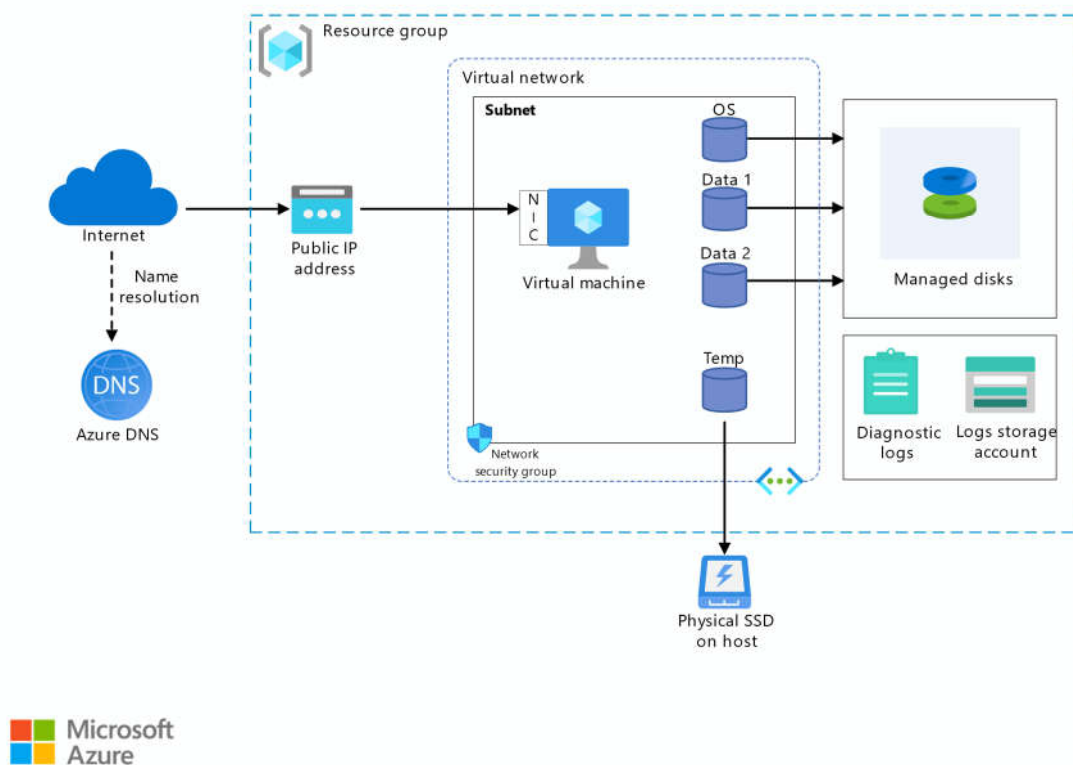 Resource group
Virtual network
Subnet
OS
Data 1
Data 2
Temp
N
I
C
Virtual machine
Internet
Name
resolution
DNS
Azure DNS
Public IP
address
Managed disks
Diagnostic
logs
Logs storage
account
Network
security group
Physical SSD
on host
Microsoft
Azure